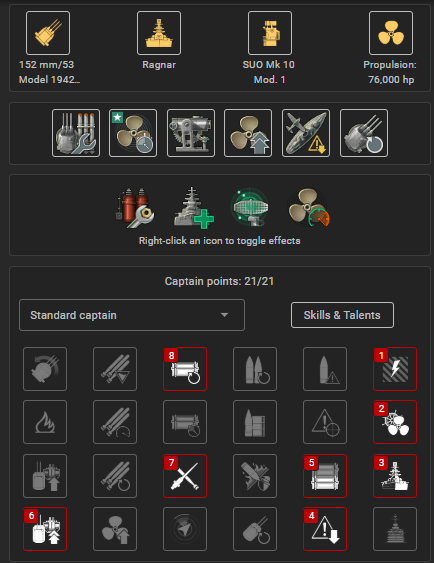 152 mm/53
Model 1942...
Ragnar
SUO Mk 10
Mod. 1
Propulsion:
76,000 hp
Right-click an icon to toggle effects
Captain points: 21/21
Standard captain
Skills & Talents
8
1
2
7
5
3
6
4